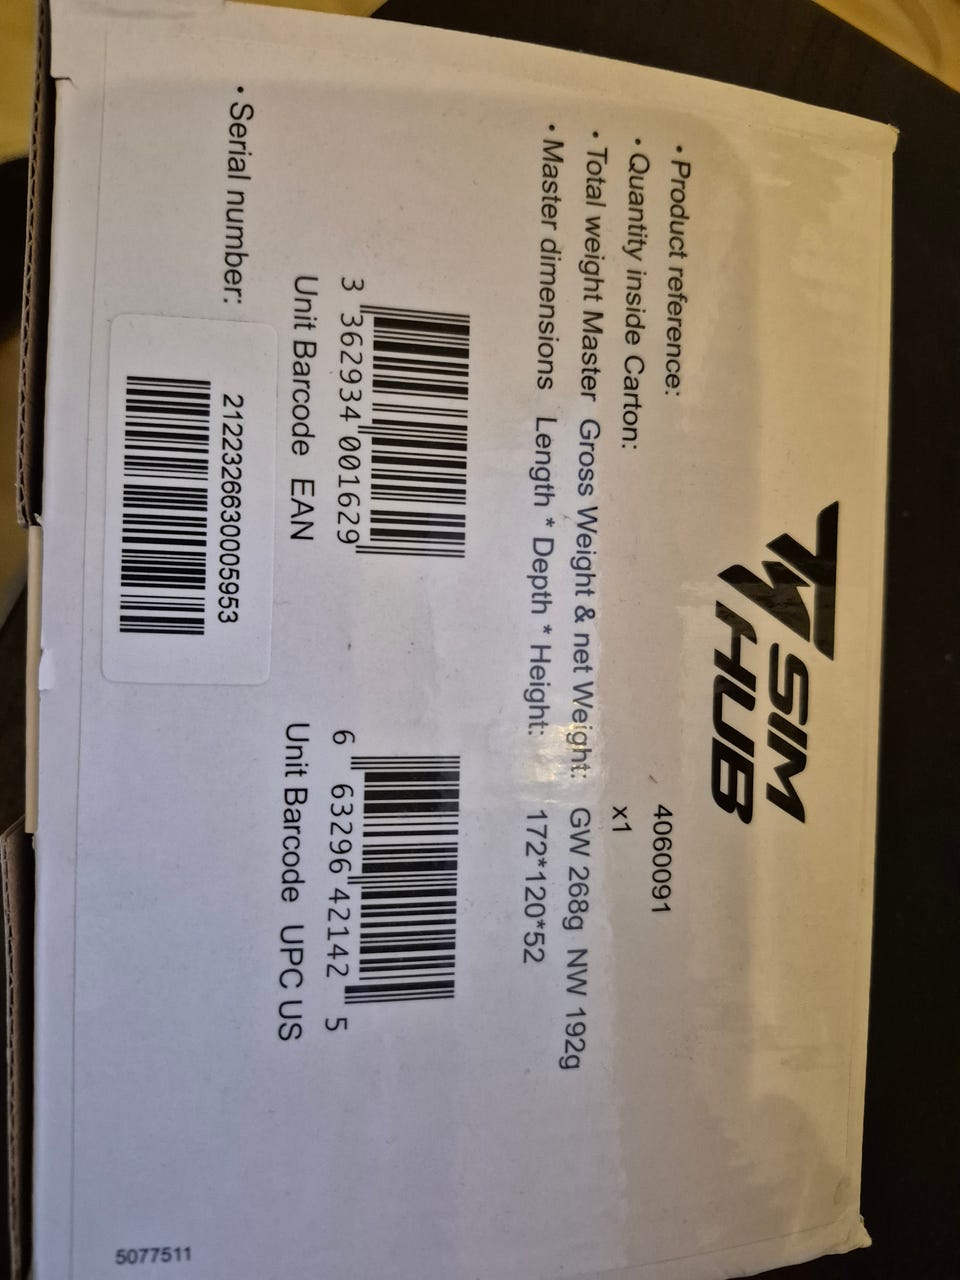 SIM
HUB
• Product reference: 4060091
• Quantity inside Carton: x1
• Total weight Master Gross Weight & net Weight: GW 268g NW 192g
• Master dimensions Length * Depth * Height: 172*120*52
3 362934 001629
Unit Barcode EAN
6 63296 42142 5
Unit Barcode UPC US
• Serial number: 2122326630005953
5077511